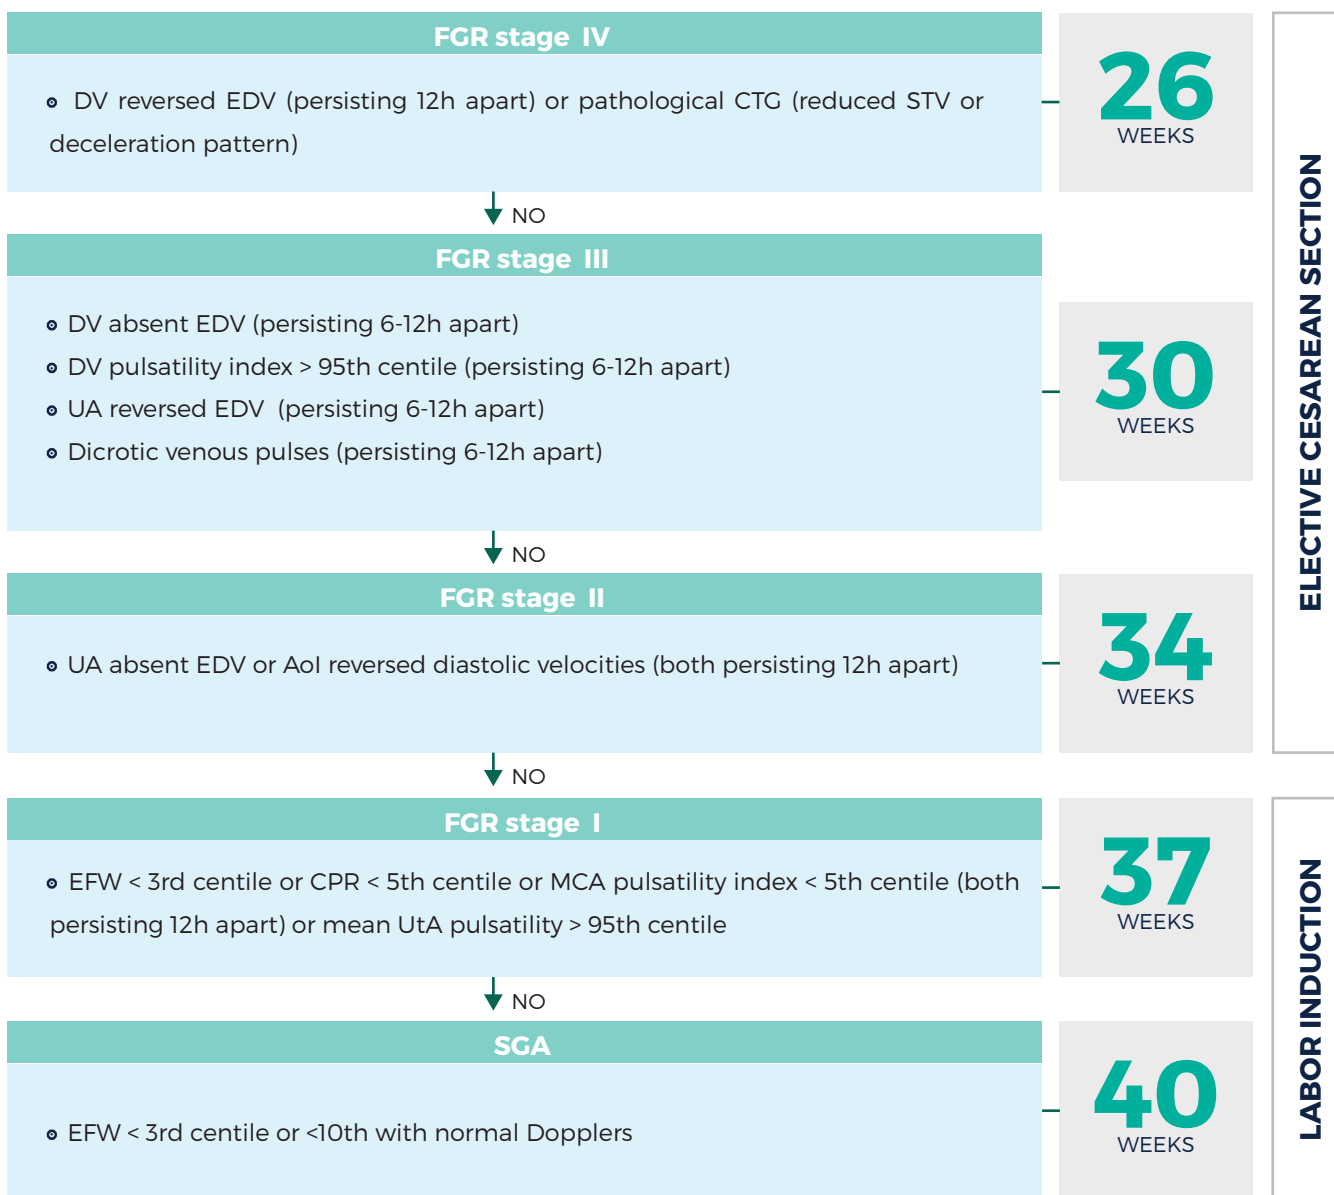 FGR stage IV
DV reversed EDV (persisting 12h apart) or pathological CTG (reduced STV or
deceleration pattern)
26
WEEKS
NO
FGR stage III
DV absent EDV (persisting 6-12h apart)
DV pulsatility index > 95th centile (persisting 6-12h apart)
UA reversed EDV (persisting 6-12h apart)
Dicrotic venous pulses (persisting 6-12h apart)
30
WEEKS
NO
FGR stage II
UA absent EDV or AoI reversed diastolic velocities (both persisting 12h apart)
34
WEEKS
ELECTIVE CESAREAN SECTION
NO
FGR stage I
EFW < 3rd centile or CPR < 5th centile or MCA pulsatility index < 5th centile (both
persisting 12h apart) or mean UtA pulsatility > 95th centile
37
WEEKS
NO
SGA
EFW < 3rd centile or <10th with normal Dopplers
40
WEEKS
LABOR INDUCTION